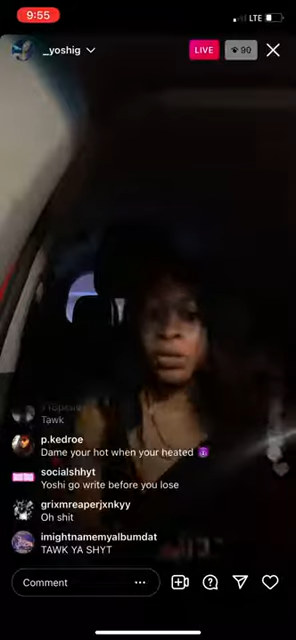 9:55
LTE
_yoshig
LIVE
90
Tawk
p.kedroe
Dame your hot when your heated 😈
socialshhyt
Yoshi go write before you lose
grixmreaperjxnkyy
Oh shit
imightnamemyalbumdat
TAWK YA SHYT
Comment